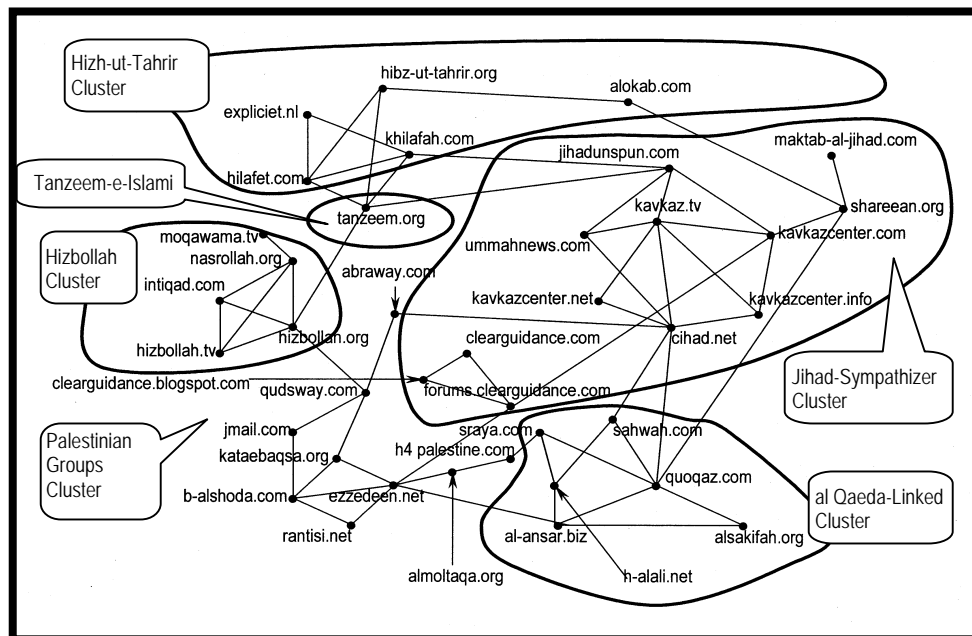 Hizh-ut-Tahrir
Cluster
hibz-ut-tahrir.org
alokab.com
expliciet.nl
khilafah.com
maktab-al-jihad.com
jihadunspun.com
hilafet.com
Tanzeem-e-Islami
kavkaz.tv
shareean.org
tanzeem.org
moqawama.tv
ummahnews.com
kavkazcenter.com
Hizbollah
Cluster
nasrollah.org
abraway.com
intiqad.com
kavkazcenter.net
kavkazcenter.info
hizbollah.org
cihad.net
clearguidance.com
hizbollah.tv
Jihad-Sympathizer
Cluster
clearguidance.blogspot.com
qudsway.com
forums.clearguidance.com
Palestinian
Groups
Cluster
jmail.com
sraya.com
sahwah.com
kataebaqsa.org
h4 palestine.com
quoqaz.com
al Qaeda-Linked
Cluster
b-alshoda.com
ezzedeen.net
rantisi.net
al-ansar.biz
alsakifah.org
almoltaqa.org
h-alali.net